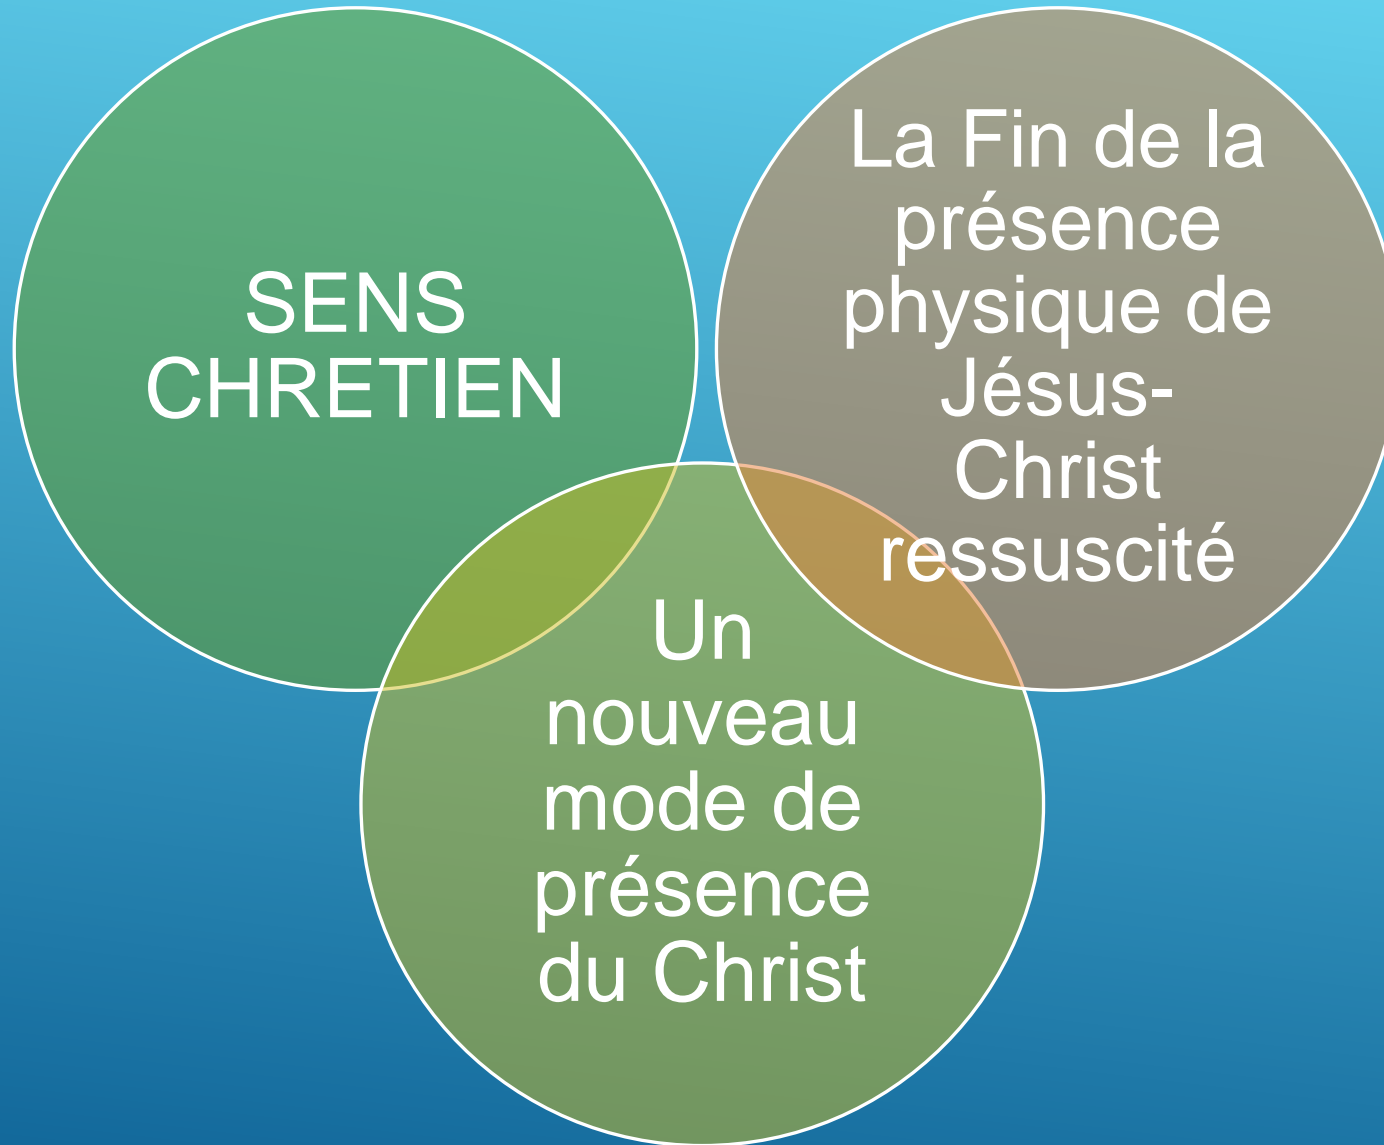 SENS
CHRETIEN
La Fin de la
présence
physique de
Jésus-
Christ
ressuscité
Un
nouveau
mode de
présence
du Christ